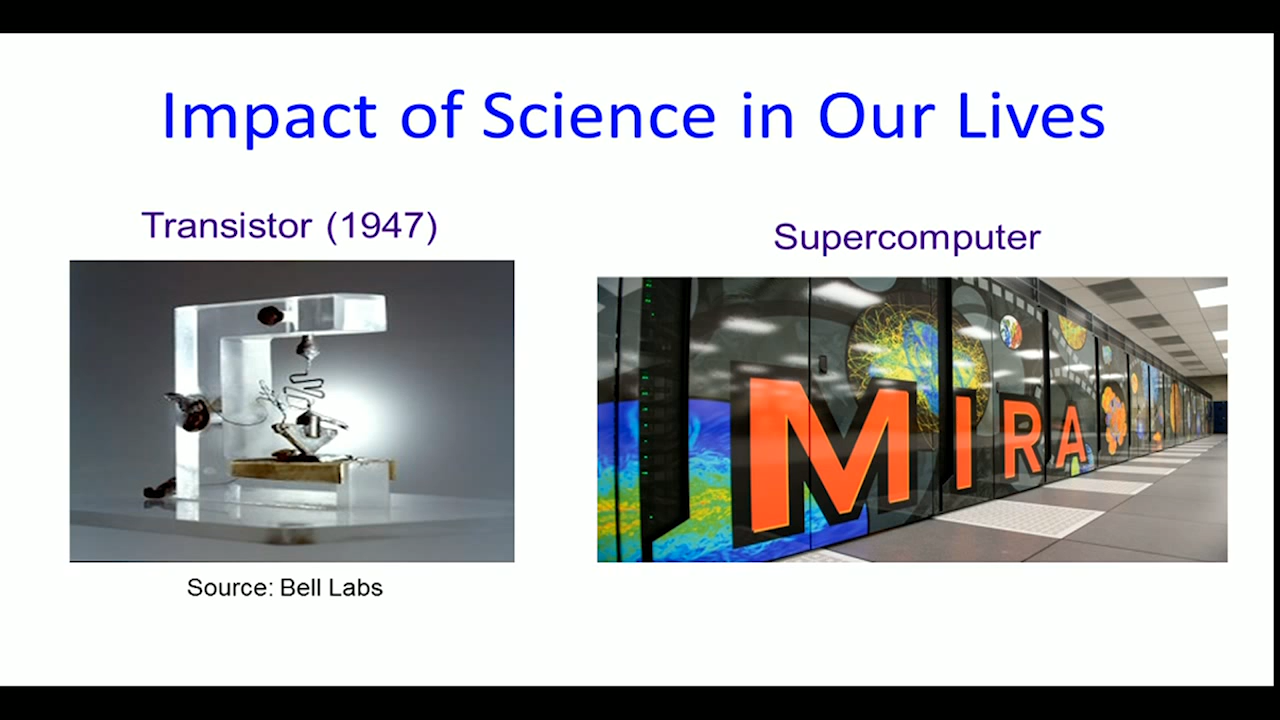 Impact of Science in Our Lives
Transistor (1947)
Supercomputer
MIRA
Source: Bell Labs